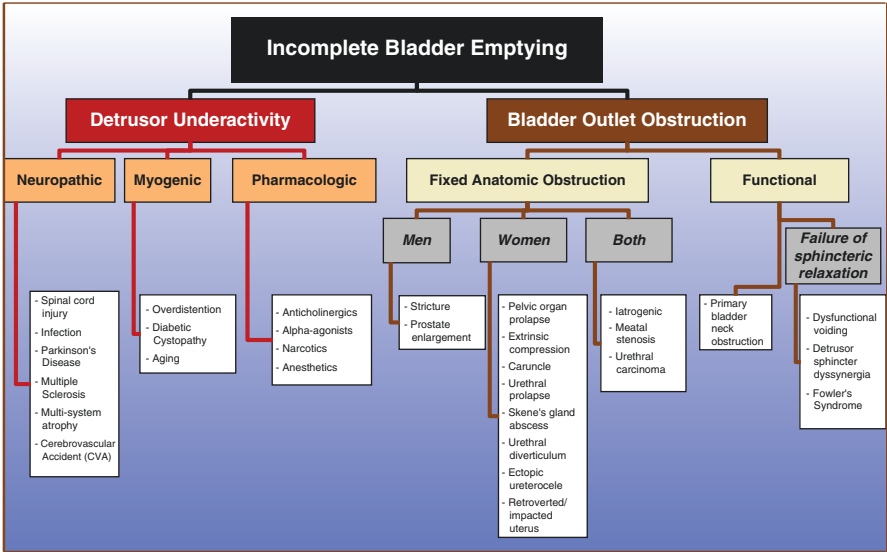 Incomplete Bladder Emptying
Detrusor Underactivity
Bladder Outlet Obstruction
Neuropathic
Myogenic
Pharmacologic
Fixed Anatomic Obstruction
Functional
Men
Women
Both
Failure of
sphincteric
relaxation
- Spinal cord
injury
- Infection
- Parkinson's
Disease
- Multiple
Sclerosis
- Multi-system
atrophy
- Cerebrovascular
Accident (CVA)
- Overdistention
- Diabetic
Cystopathy
- Aging
- Anticholinergics
- Alpha-agonists
- Narcotics
- Anesthetics
- Stricture
- Prostate
enlargement
- Pelvic organ
prolapse
- Extrinsic
compression
- Caruncle
- Urethral
prolapse
- Skene's gland
abscess
- Urethral
diverticulum
- Ectopic
ureterocele
- Retroverted/
impacted
uterus
- Iatrogenic
- Meatal
stenosis
- Urethral
carcinoma
- Primary
bladder
neck
obstruction
- Dysfunctional
voiding
- Detrusor
sphincter
dyssynergia
- Fowler's
Syndrome